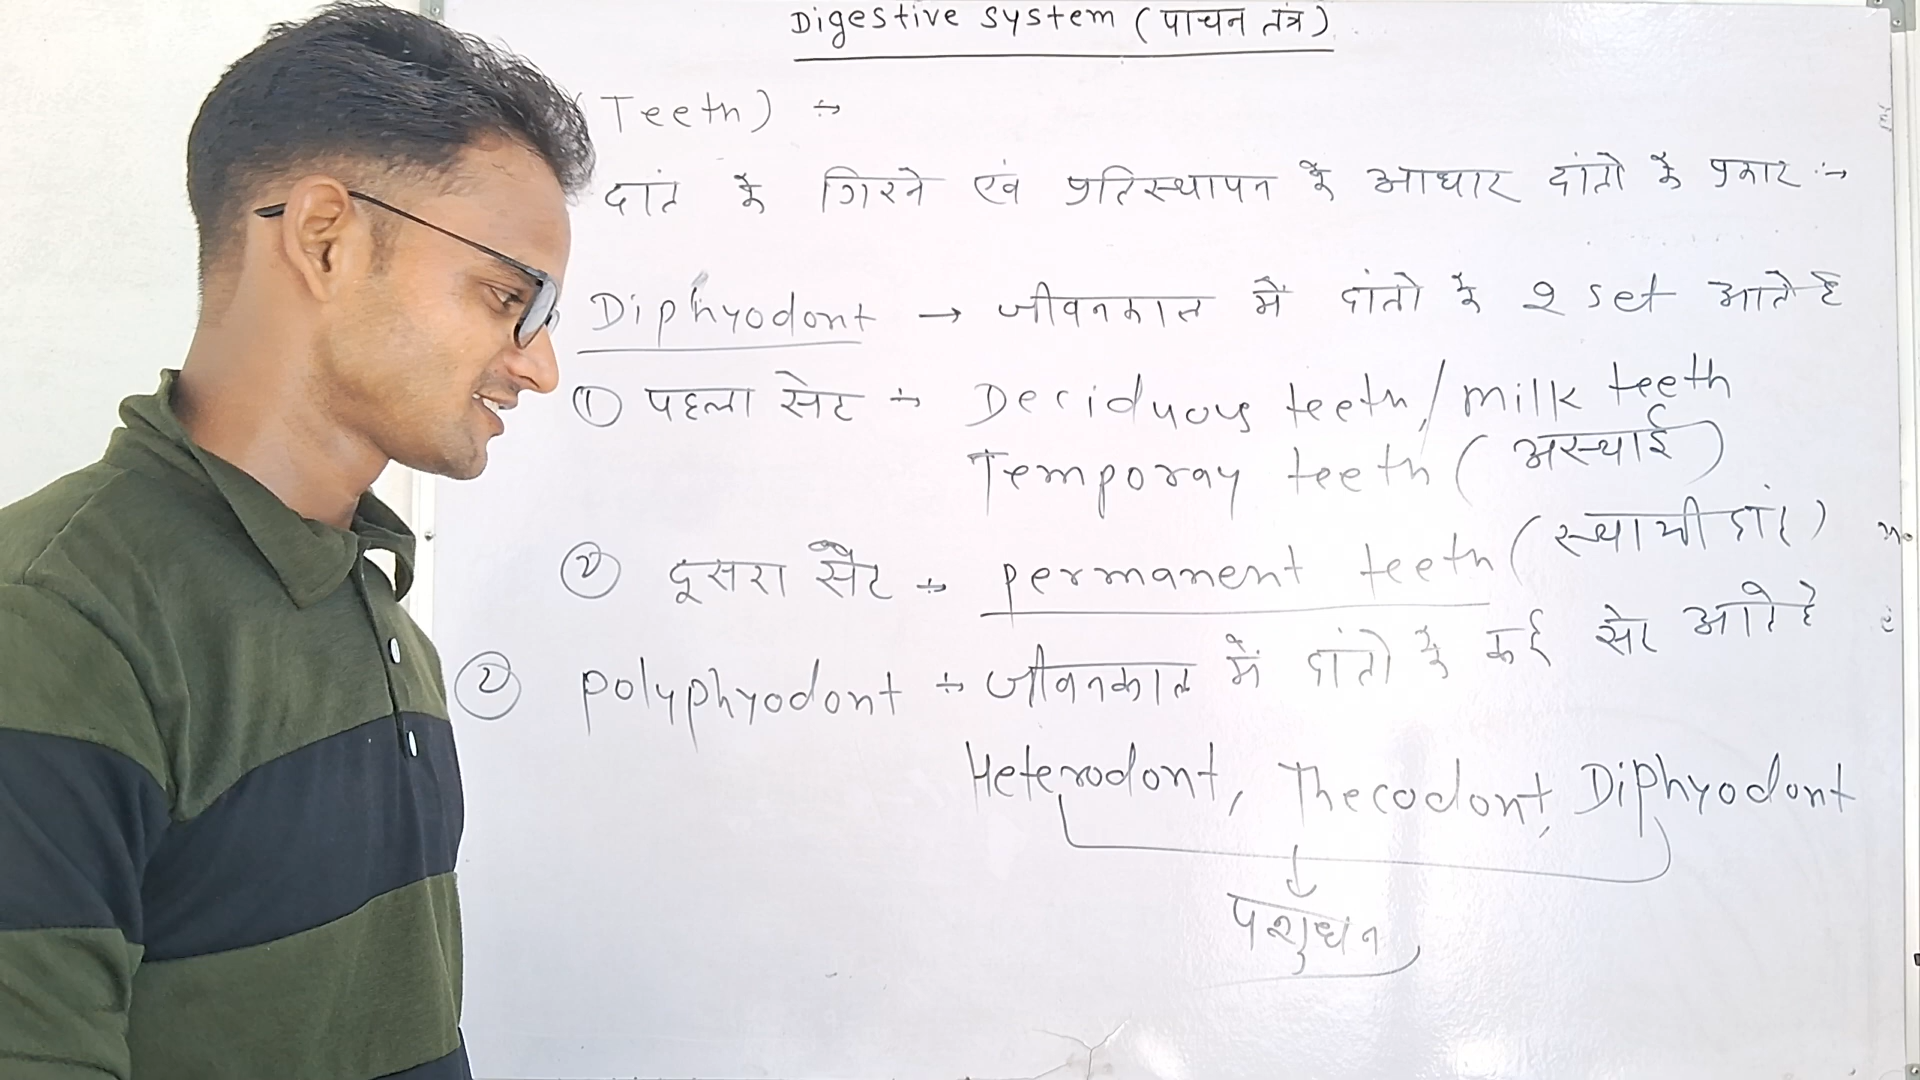 Digestive System (पाचन तंत्र)
(Teeth) ÷
दांत के गिरने एवं प्रतिस्थापन के आधार दांतो के प्रकार :→
Diphyodont → जीवनकाल में दांतो के 2 set आते है
① पहला सेट ÷ Deciduous teeth/milk teeth
Temporay teeth (अस्थाई)
② दूसरा सेट ÷ permanent teeth (स्थायी दांत)
② polyphyodont ÷ जीवनकाल में दांतो के कई सेट आते है
Heterodont, Thecodont, Diphyodont
पशुधन